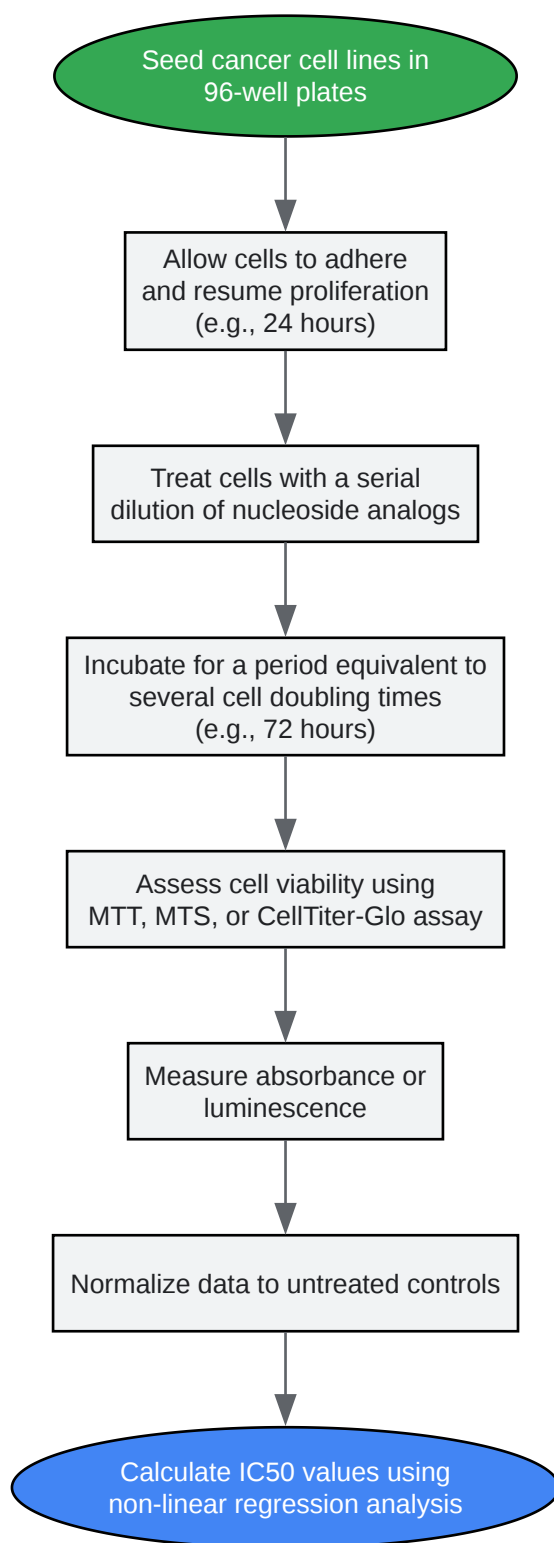 Seed cancer cell lines in
96-well plates
Allow cells to adhere
and resume proliferation
(e.g., 24 hours)
Treat cells with a serial
dilution of nucleoside analogs
Incubate for a period equivalent to
several cell doubling times
(e.g., 72 hours)
Assess cell viability using
MTT, MTS, or CellTiter-Glo assay
Measure absorbance or
luminescence
Normalize data to untreated controls
Calculate IC50 values using
non-linear regression analysis